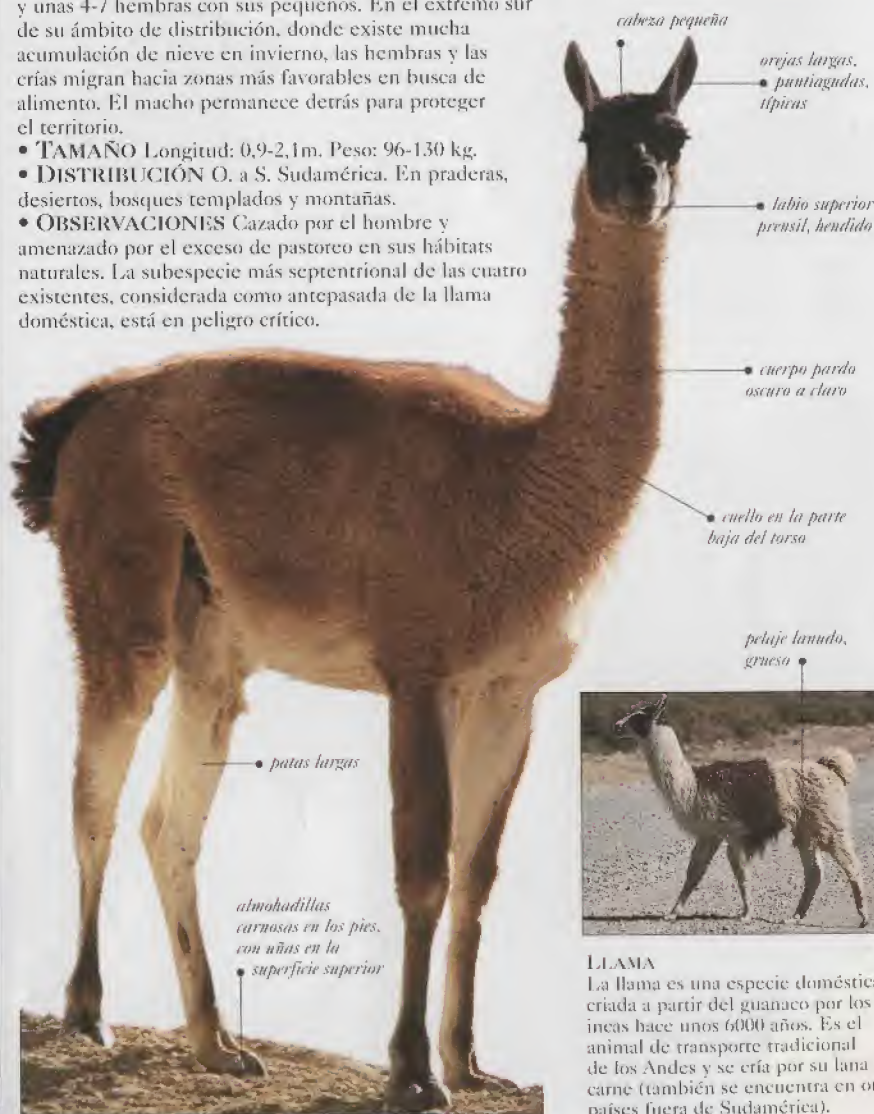 y unas 4-7 hembras con sus pequeños. En el extremo sur
de su ámbito de distribución, donde existe mucha
acumulación de nieve en invierno, las hembras y las
crías migran hacia zonas más favorables en busca de
alimento. El macho permanece detrás para proteger
el territorio.
• TAMAÑO Longitud: 0,9-2,1m. Peso: 96-130 kg.
• DISTRIBUCIÓN O. a S. Sudamérica. En praderas,
desiertos, bosques templados y montañas.
• OBSERVACIONES Cazado por el hombre y
amenazado por el exceso de pastoreo en sus hábitats
naturales. La subespecie más septentrional de las cuatro
existentes, considerada como antepasada de la llama
doméstica, está en peligro crítico.
cabeza pequeña
orejas largas,
puntiagudas,
típicas
labio superior
prensil, hendido
cuerpo pardo
oscuro a claro
cuello en la parte
baja del torso
pelaje lanudo,
grueso
patas largas
almohadillas
carnosas en los pies,
con uñas en la
superficie superior
LLAMA
La llama es una especie doméstica
criada a partir del guanaco por los
incas hace unos 6000 años. Es el
animal de transporte tradicional
de los Andes y se cría por su lana
carne (también se encuentra en
países fuera de Sudamérica).